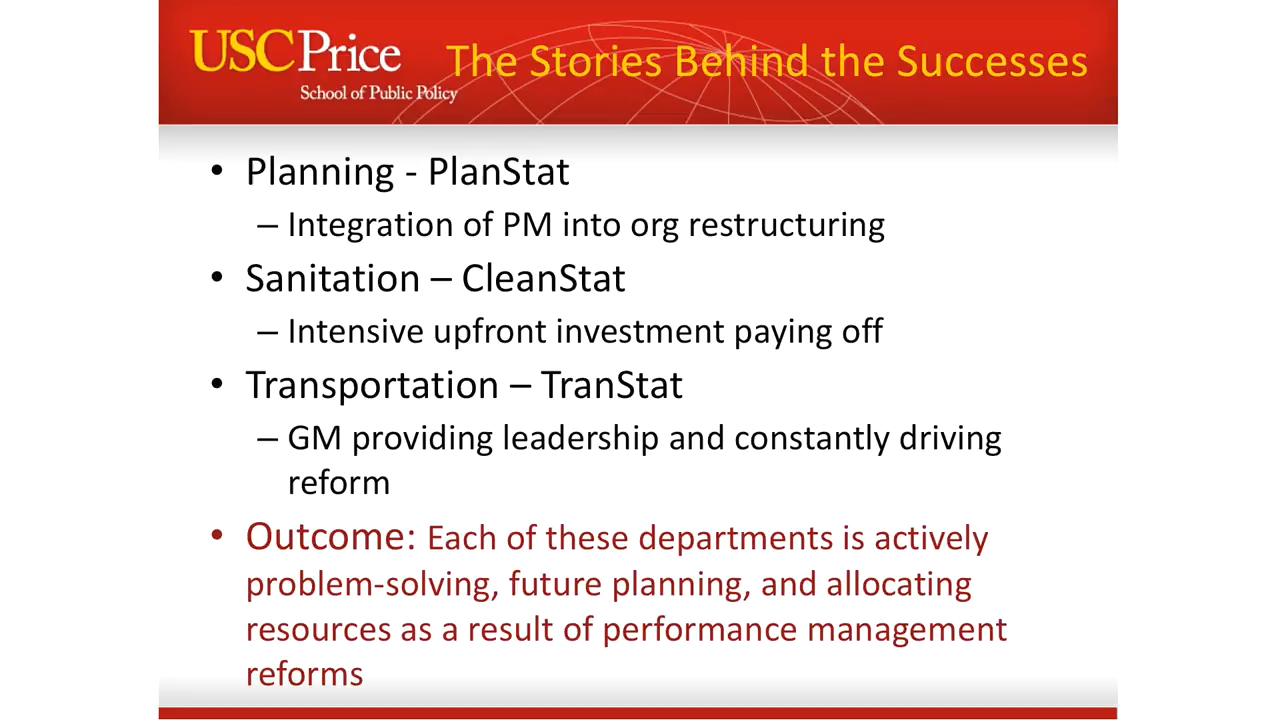 USCPrice
School of Public Policy
The Stories Behind the Successes
• Planning - PlanStat
– Integration of PM into org restructuring
• Sanitation – CleanStat
– Intensive upfront investment paying off
• Transportation – TranStat
– GM providing leadership and constantly driving
reform
• Outcome: Each of these departments is actively
problem-solving, future planning, and allocating
resources as a result of performance management
reforms